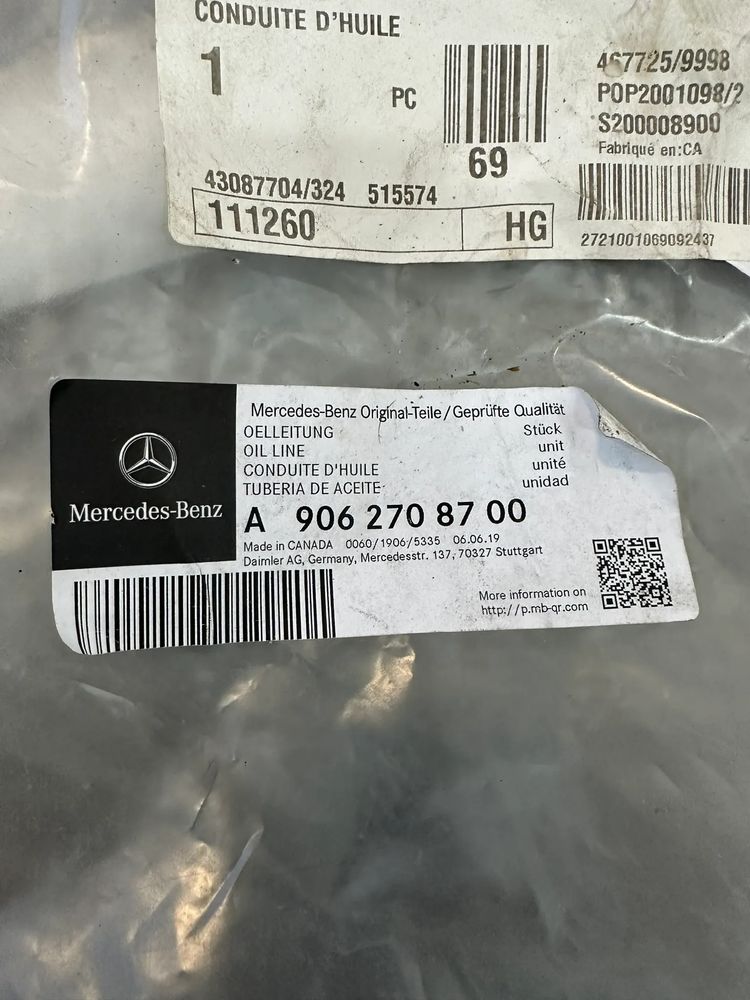 CONDUITE D'HUILE
1
PC
69
467725/9998
POP2001098/2
S200008900
Fabriqué en:CA
43087704/324 515574
111260 HG
2721001069092437
Mercedes-Benz
Mercedes-Benz Original-Teile/Geprüfte Qualität
OELLEITUNG Stück
OIL LINE unit
CONDUITE D'HUILE unité
TUBERIA DE ACEITE unidad
A 906 270 87 00
Made in CANADA 0060/1906/5335 06.06.19
Daimler AG, Germany, Mercedesstr. 137, 70327 Stuttgart
More information on
http://p.mb-qr.com